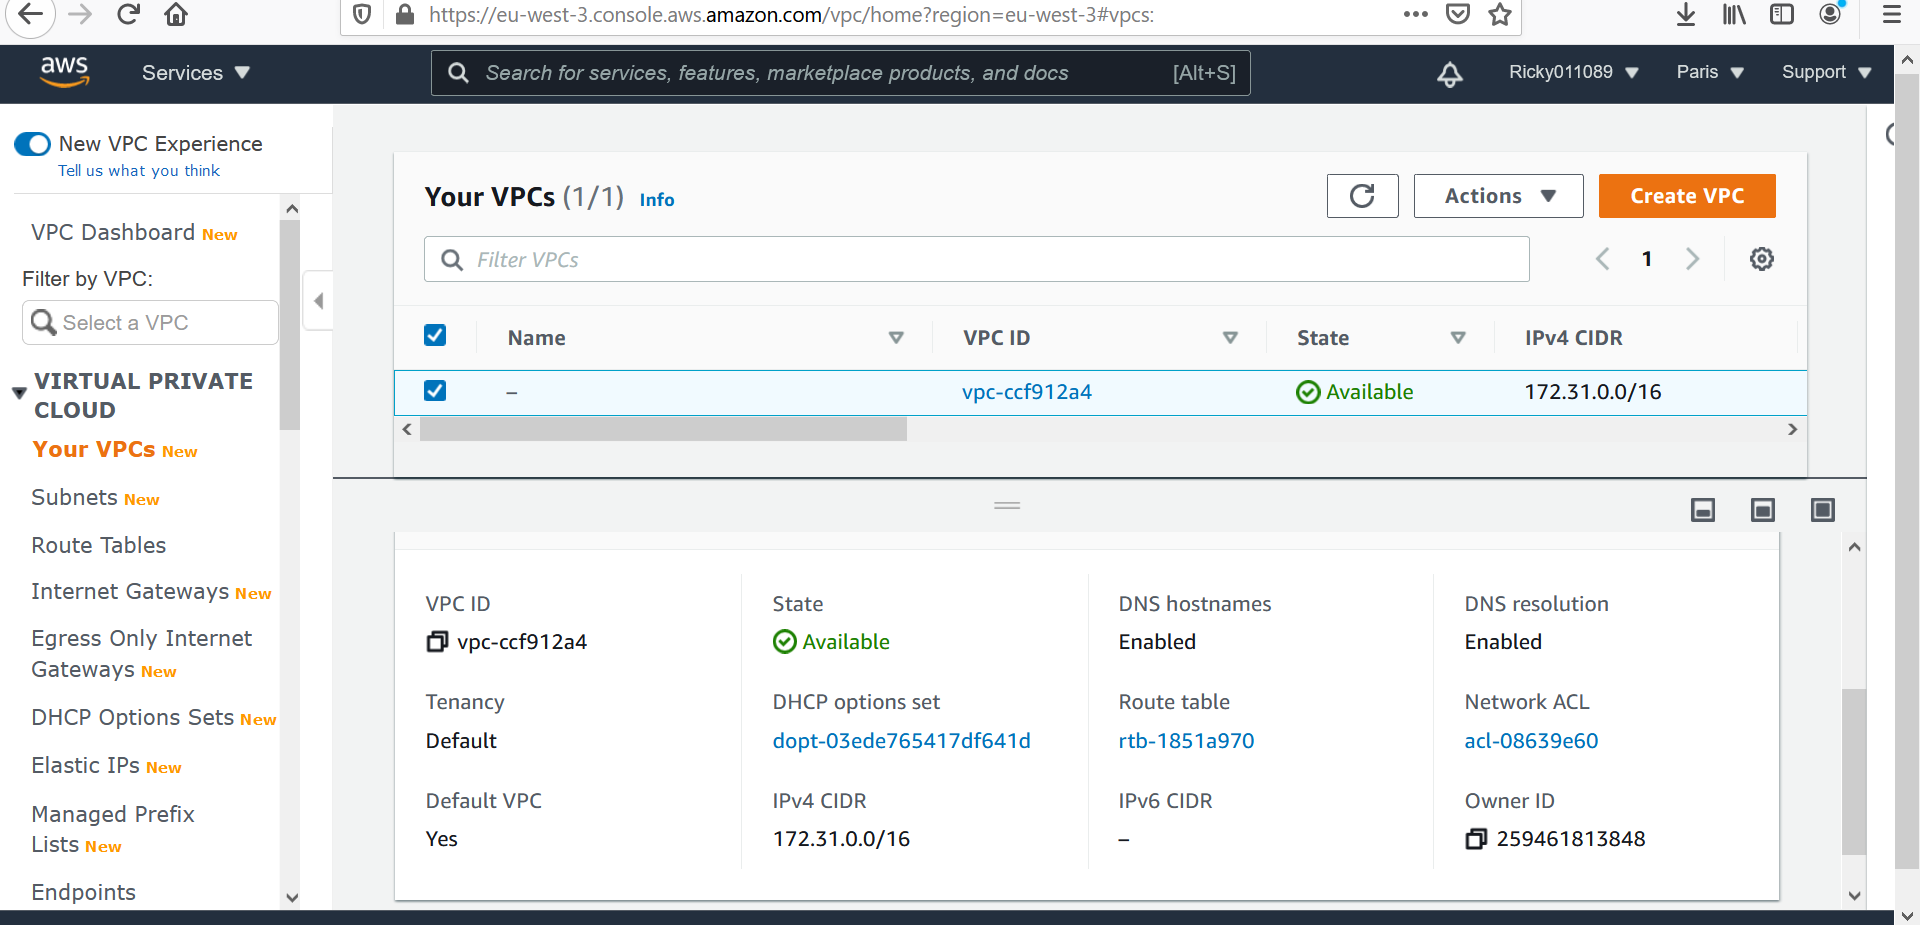 https://eu-west-3.console.aws.amazon.com/vpc/home?region=eu-west-3#vpcs:
aws Services Search for services, features, marketplace products, and docs [Alt+S] Ricky011089 Paris Support
New VPC Experience
Tell us what you think
VPC Dashboard New
Filter by VPC:
Select a VPC
VIRTUAL PRIVATE
CLOUD
Your VPCs New
Subnets New
Route Tables
Internet Gateways New
Egress Only Internet
Gateways New
DHCP Options Sets New
Elastic IPs New
Managed Prefix
Lists New
Endpoints
Your VPCs (1/1) Info Actions Create VPC
Filter VPCs 1
Name VPC ID State IPv4 CIDR
– vpc-ccf912a4 Available 172.31.0.0/16
VPC ID State DNS hostnames DNS resolution
vpc-ccf912a4 Available Enabled Enabled
Tenancy DHCP options set Route table Network ACL
Default dopt-03ede765417df641d rtb-1851a970 acl-08639e60
Default VPC IPv4 CIDR IPv6 CIDR Owner ID
Yes 172.31.0.0/16 – 259461813848